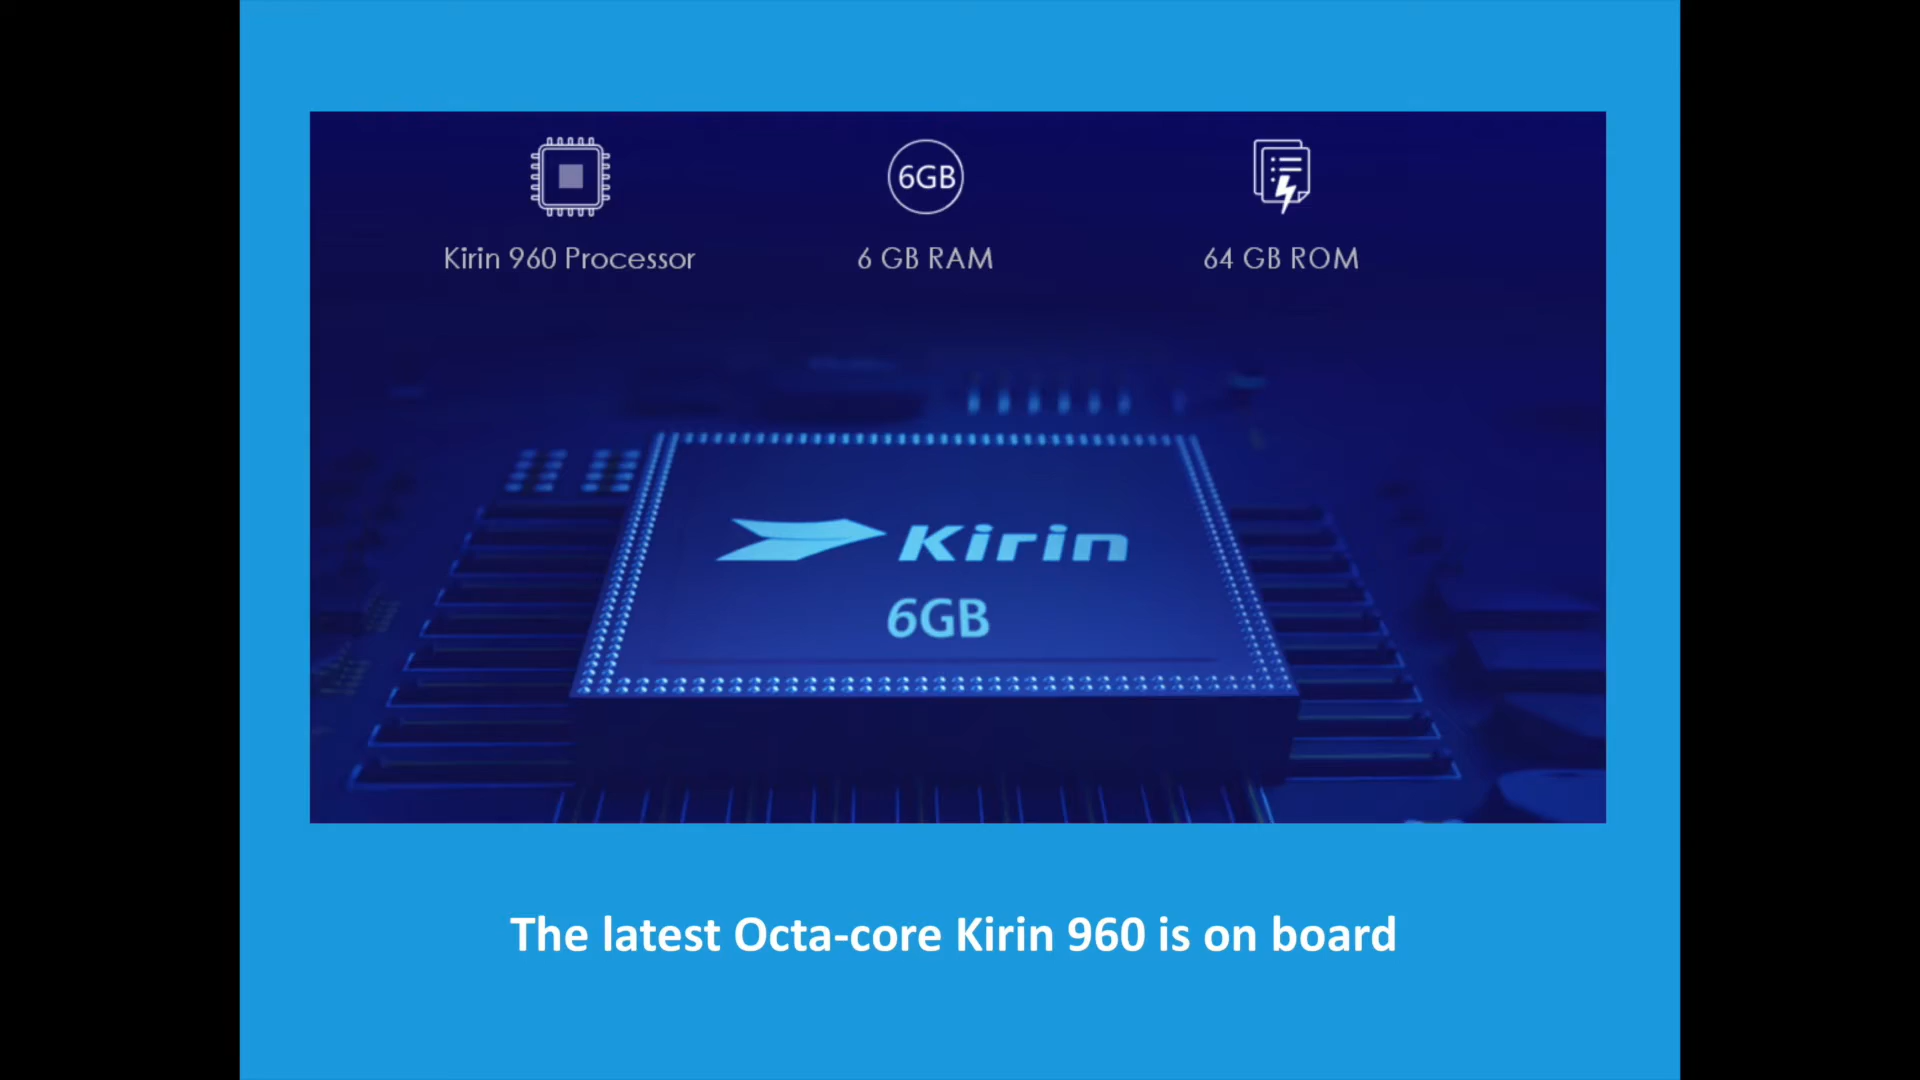 6GB
Kirin 960 Processor
6 GB RAM
64 GB ROM
Kirin
6GB
The latest Octa-core Kirin 960 is on board